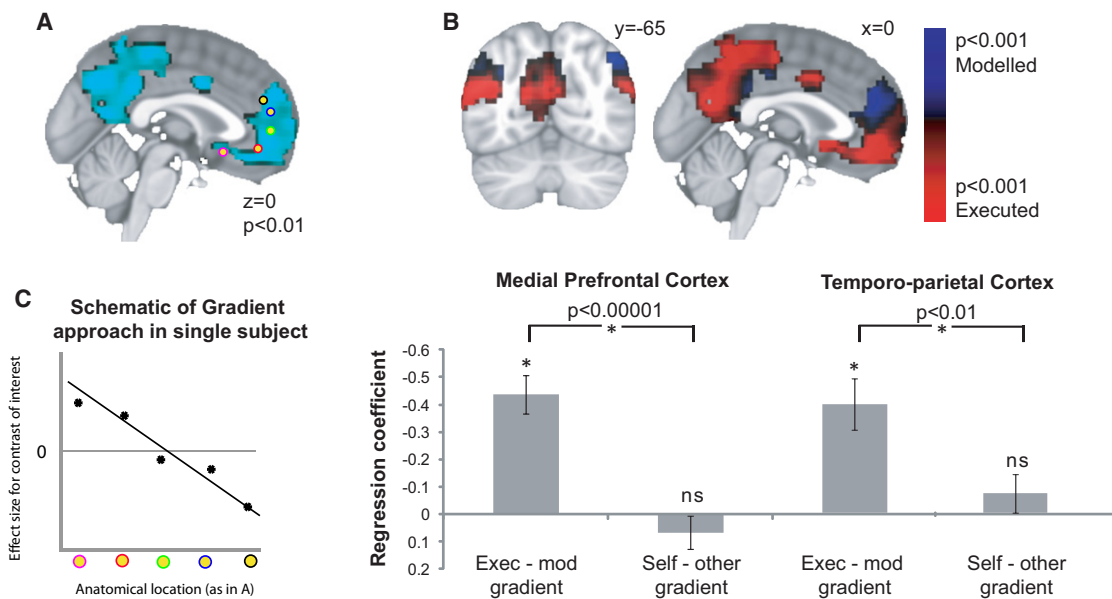 A
z=0
p<0.01
B
y=-65
x=0
p<0.001
Modelled
p<0.001
Executed
C
Schematic of Gradient
approach in single subject
Effect size for contrast of interest
0
Anatomical location (as in A)
Medial Prefrontal Cortex
Temporo-parietal Cortex
p<0.00001
*
p<0.01
*
Regression coefficient
-0.6
-0.5
-0.4
-0.3
-0.2
-0.1
0
0.1
0.2
*
ns
*
ns
Exec - mod
gradient
Self - other
gradient
Exec - mod
gradient
Self - other
gradient